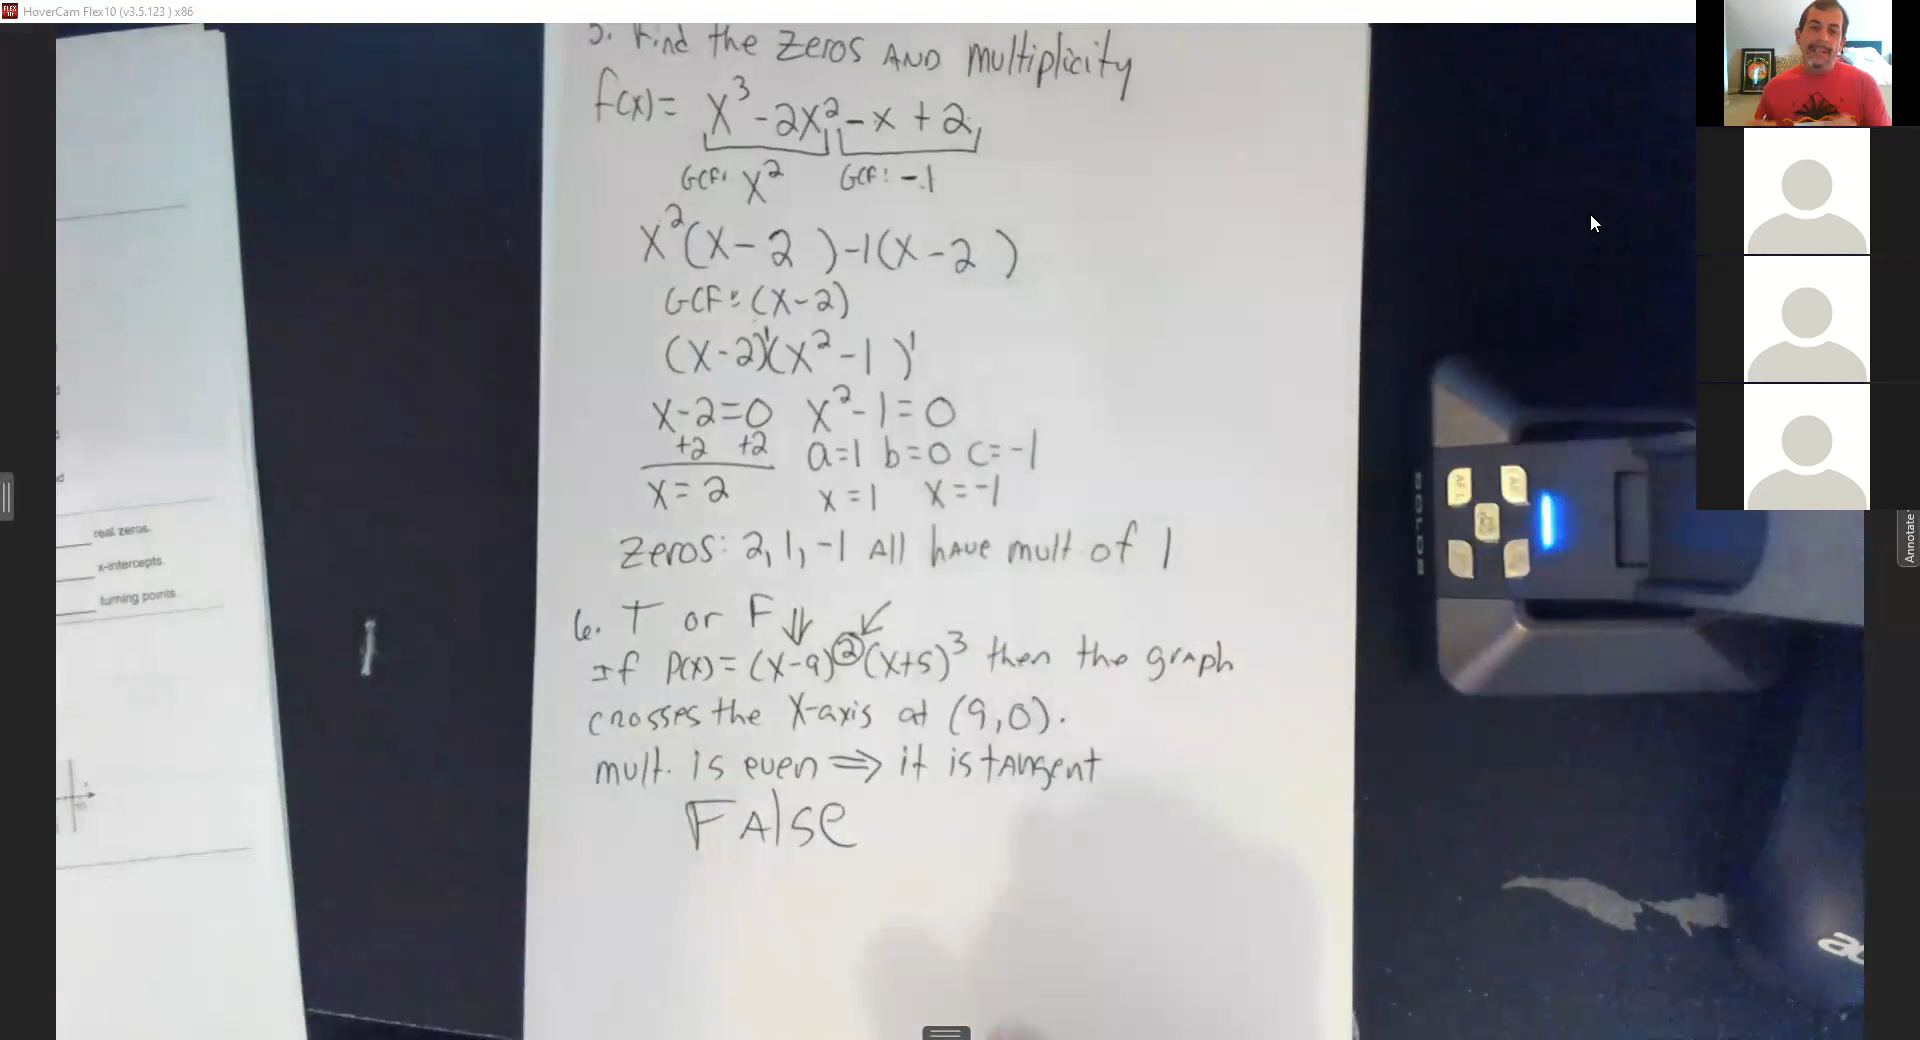 HoverCam Flex10 (v3.5.123 ) x86
5. Find the Zeros AND Multiplicity
f(x) = x³ - 2x² - x + 2
GCF: x² GCF: -1
x²(x - 2 ) -1(x - 2 )
GCF: (x-2)
(x-2)¹(x² -1 )¹
x-2=0 x²-1=0
+2 +2 a=1 b=0 c=-1
x=2 x=1 x=-1
Zeros: 2, 1, -1 All have mult of 1
6. T or F
If P(x) = (x-9)²(x+5)³ then the graph
crosses the X-axis at (9,0).
mult. is even ⇒ it is tangent
FAlse
real zeros.
x-intercepts.
turning points.
SOLO8
Annotate